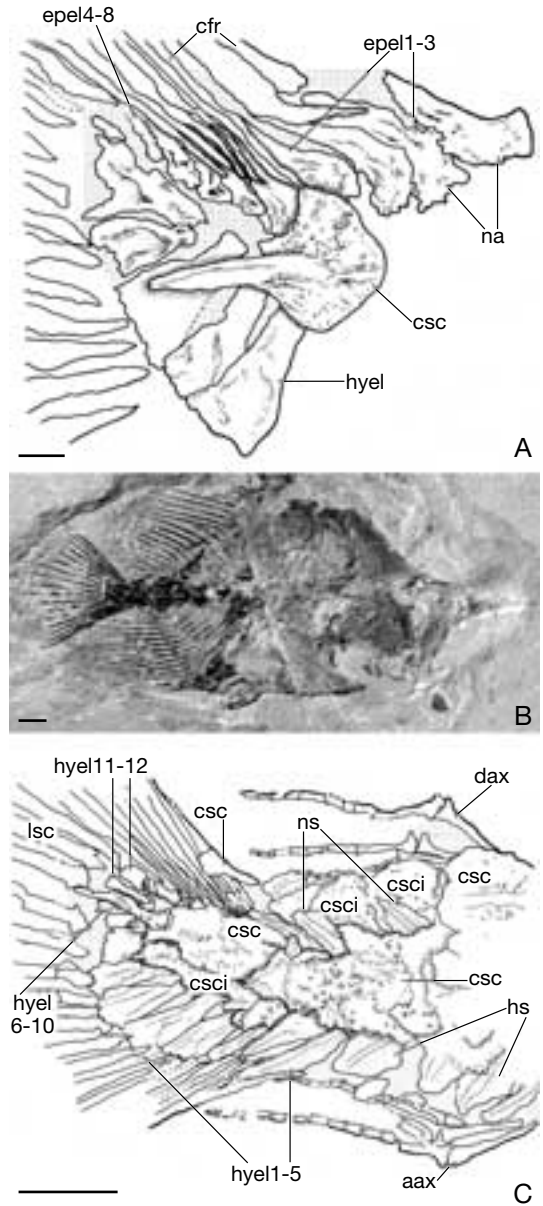 epel4-8
cfr
epel1-3
na
csc
hyel
A
B
hyel11-12
lsc
csc
ns
dax
csci
csci
csc
csc
csc
csci
hyel
6-10
hs
hyel1-5
aax
C